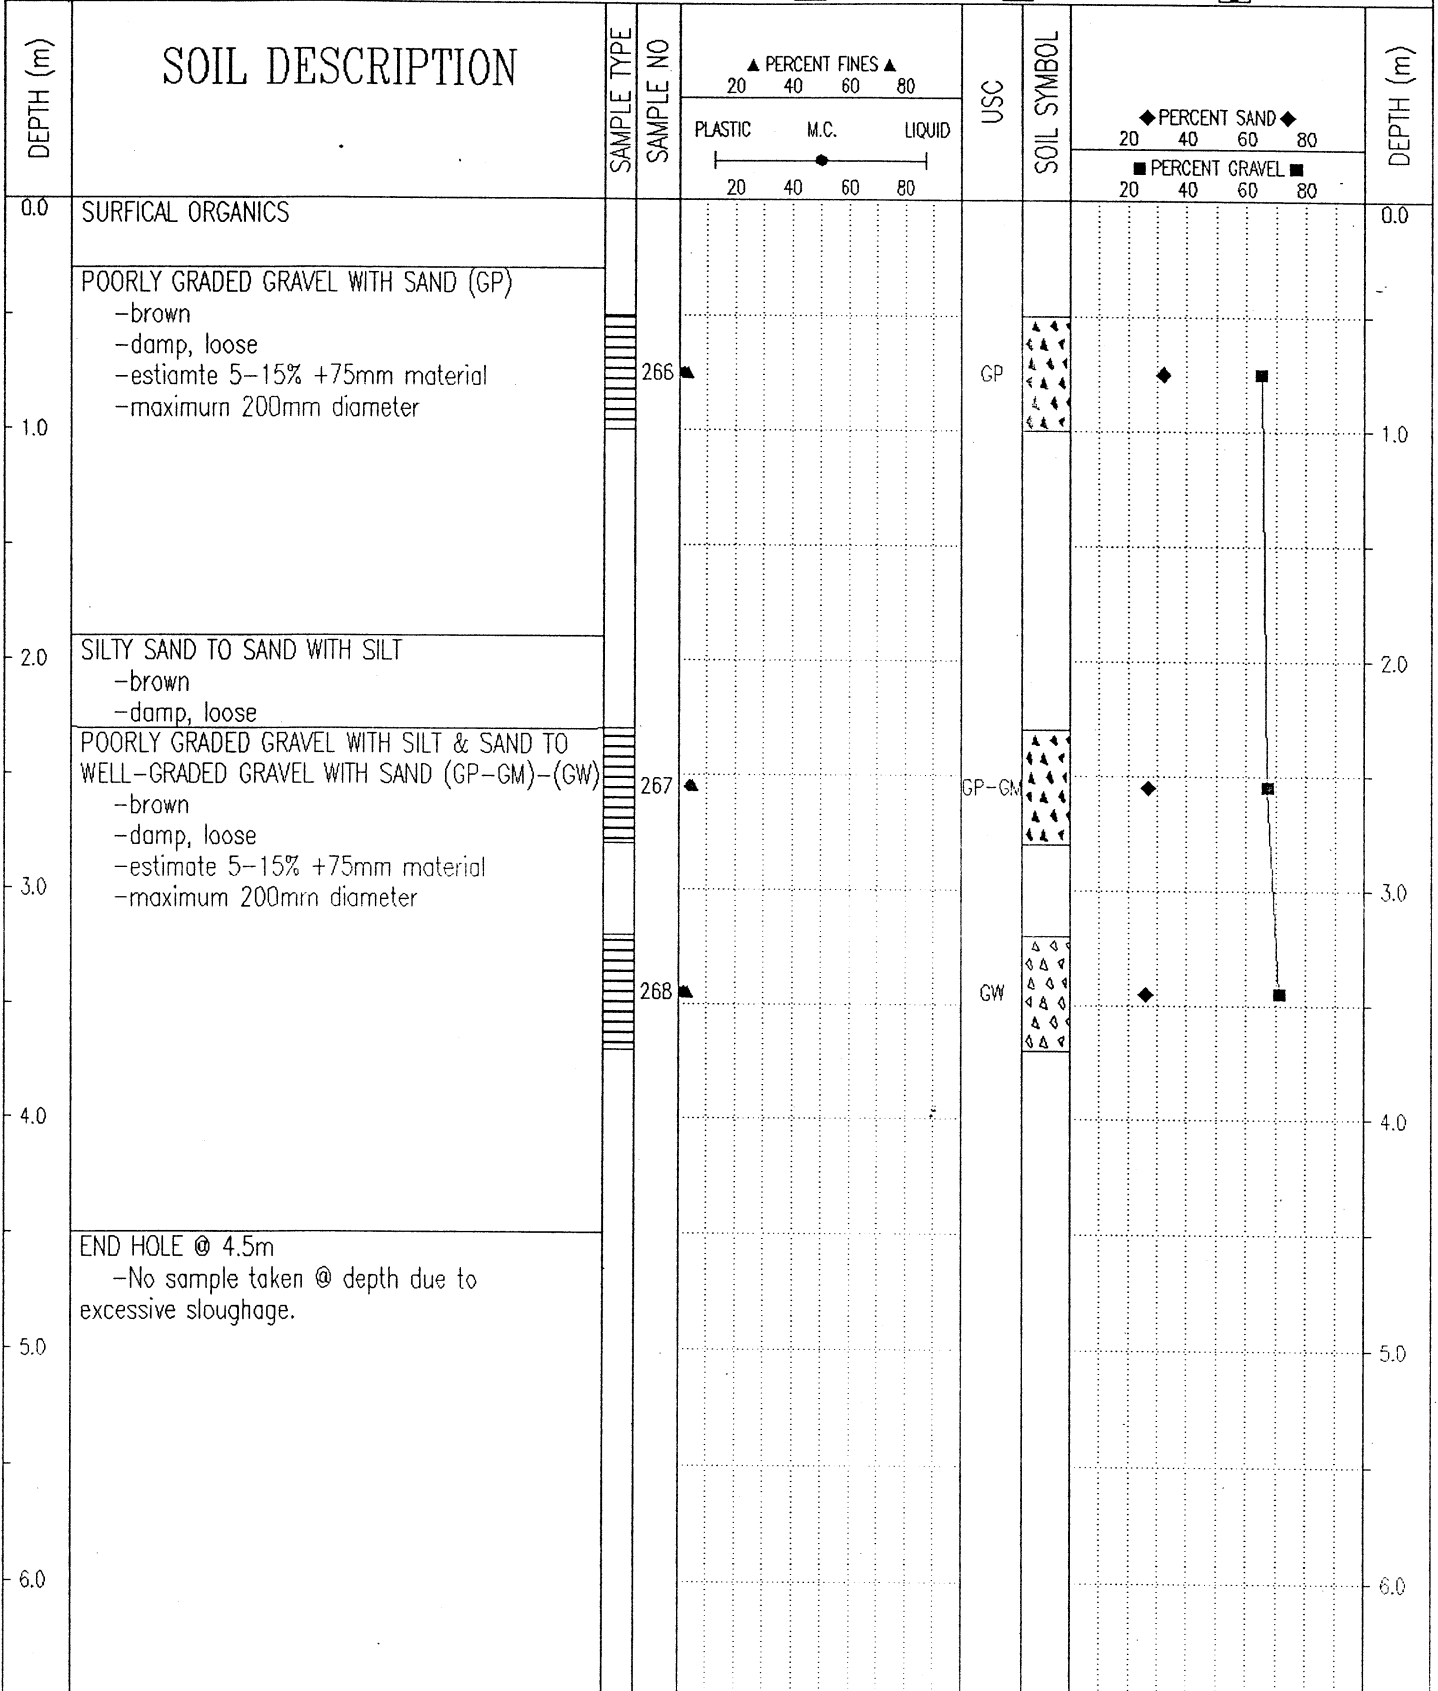 DEPTH (m)
SOIL DESCRIPTION
SAMPLE TYPE
SAMPLE NO
▲ PERCENT FINES ▲
20 40 60 80
PLASTIC M.C. LIQUID
20 40 60 80
USC
SOIL SYMBOL
◆PERCENT SAND◆
20 40 60 80
■ PERCENT GRAVEL ■
20 40 60 80
DEPTH (m)
0.0 SURFICAL ORGANICS 0.0
POORLY GRADED GRAVEL WITH SAND (GP)
-brown
-damp, loose
-estiamte 5-15% +75mm material 266 GP
-maximum 200mm diameter
1.0 1.0
SILTY SAND TO SAND WITH SILT
2.0 2.0
-brown
-damp, loose
POORLY GRADED GRAVEL WITH SILT & SAND TO
WELL-GRADED GRAVEL WITH SAND (GP-GM)-(GW) 267 GP-GM
-brown
-damp, loose
-estimate 5-15% +75mm material
3.0 3.0
-maximum 200mm diameter
268 GW
4.0 4.0
END HOLE @ 4.5m
-No sample taken @ depth due to
excessive sloughage.
5.0 5.0
6.0 6.0